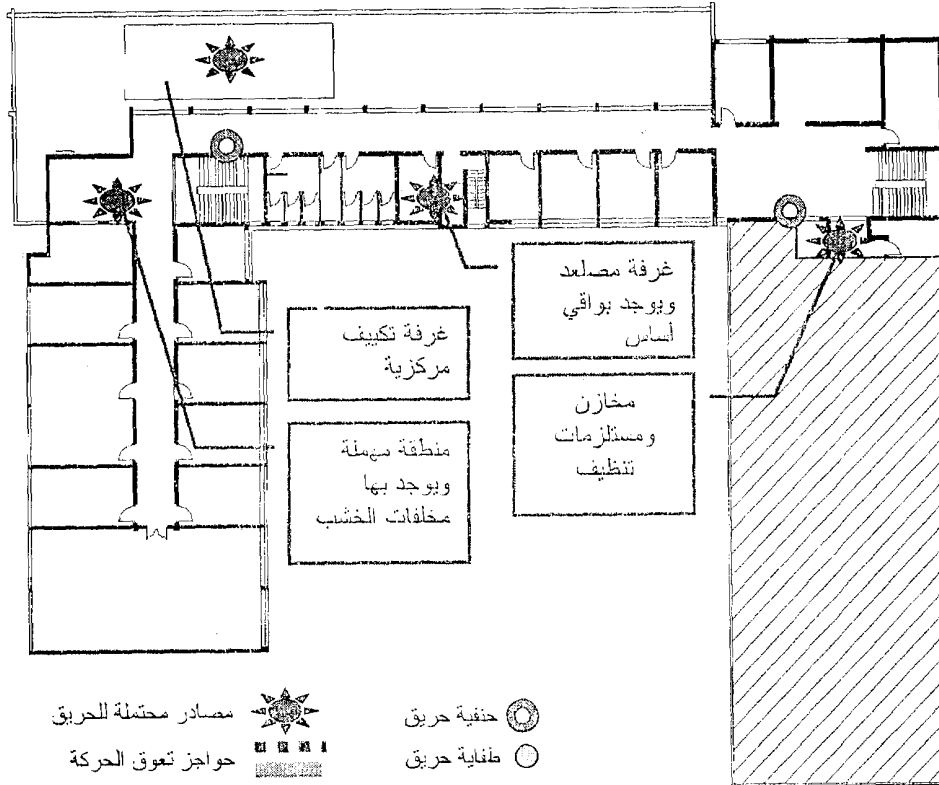 غرفة مصلعد
ويوجد بواقي
أساس
غرفة تكييف
مركزية
مخازن
ومستلزمات
تنظيف
منطقة مهملة
ويوجد بها
مخلفات الخشب
حنفية حريق
مصادر محتملة للحريق
طفاية حريق
حواجز تعوق الحركة